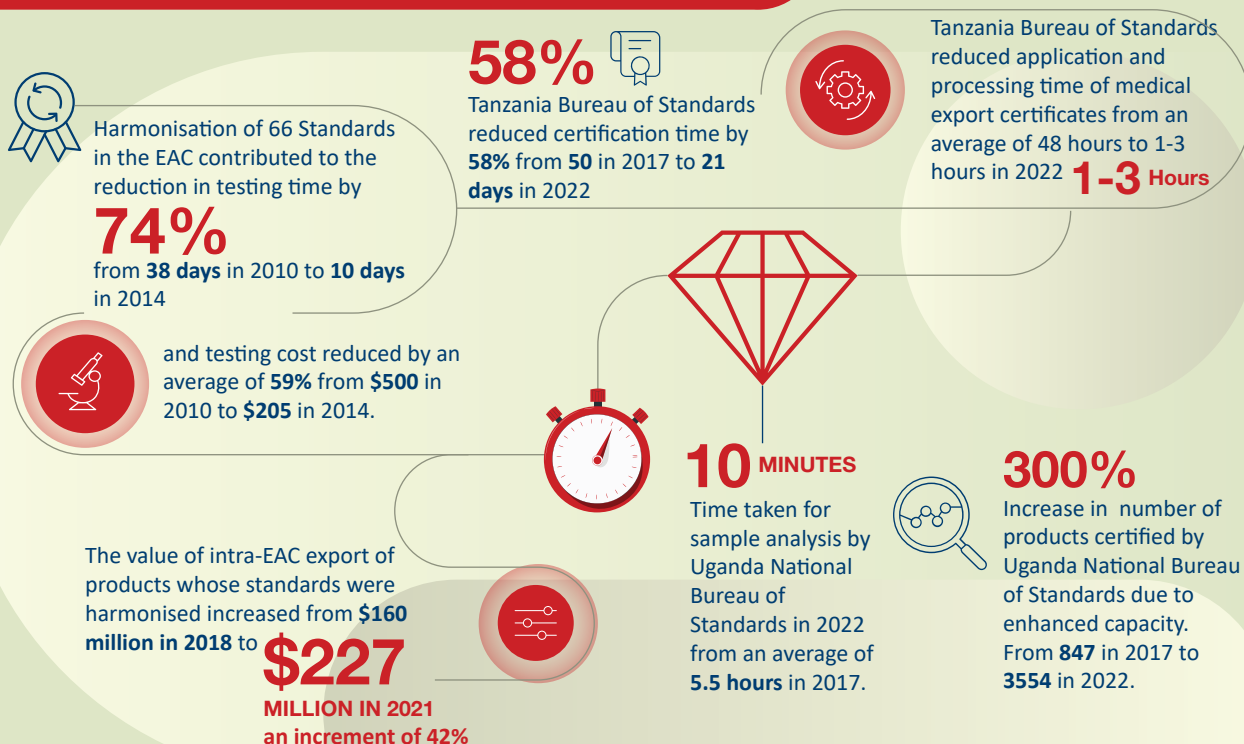 Harmonisation of 66 Standards
in the EAC contributed to the
reduction in testing time by
74%
from 38 days in 2010 to 10 days
in 2014
58%
Tanzania Bureau of Standards
reduced certification time by
58% from 50 in 2017 to 21
days in 2022
Tanzania Bureau of Standards
reduced application and
processing time of medical
export certificates from an
average of 48 hours to 1-3
hours in 2022 1-3 Hours
and testing cost reduced by an
average of 59% from $500 in
2010 to $205 in 2014.
The value of intra-EAC export of
products whose standards were
harmonised increased from $160
million in 2018 to $227
MILLION IN 2021
an increment of 42%
10 MINUTES
Time taken for
sample analysis by
Uganda National
Bureau of
Standards in 2022
from an average of
5.5 hours in 2017.
300%
Increase in number of
products certified by
Uganda National Bureau
of Standards due to
enhanced capacity.
From 847 in 2017 to
3554 in 2022.